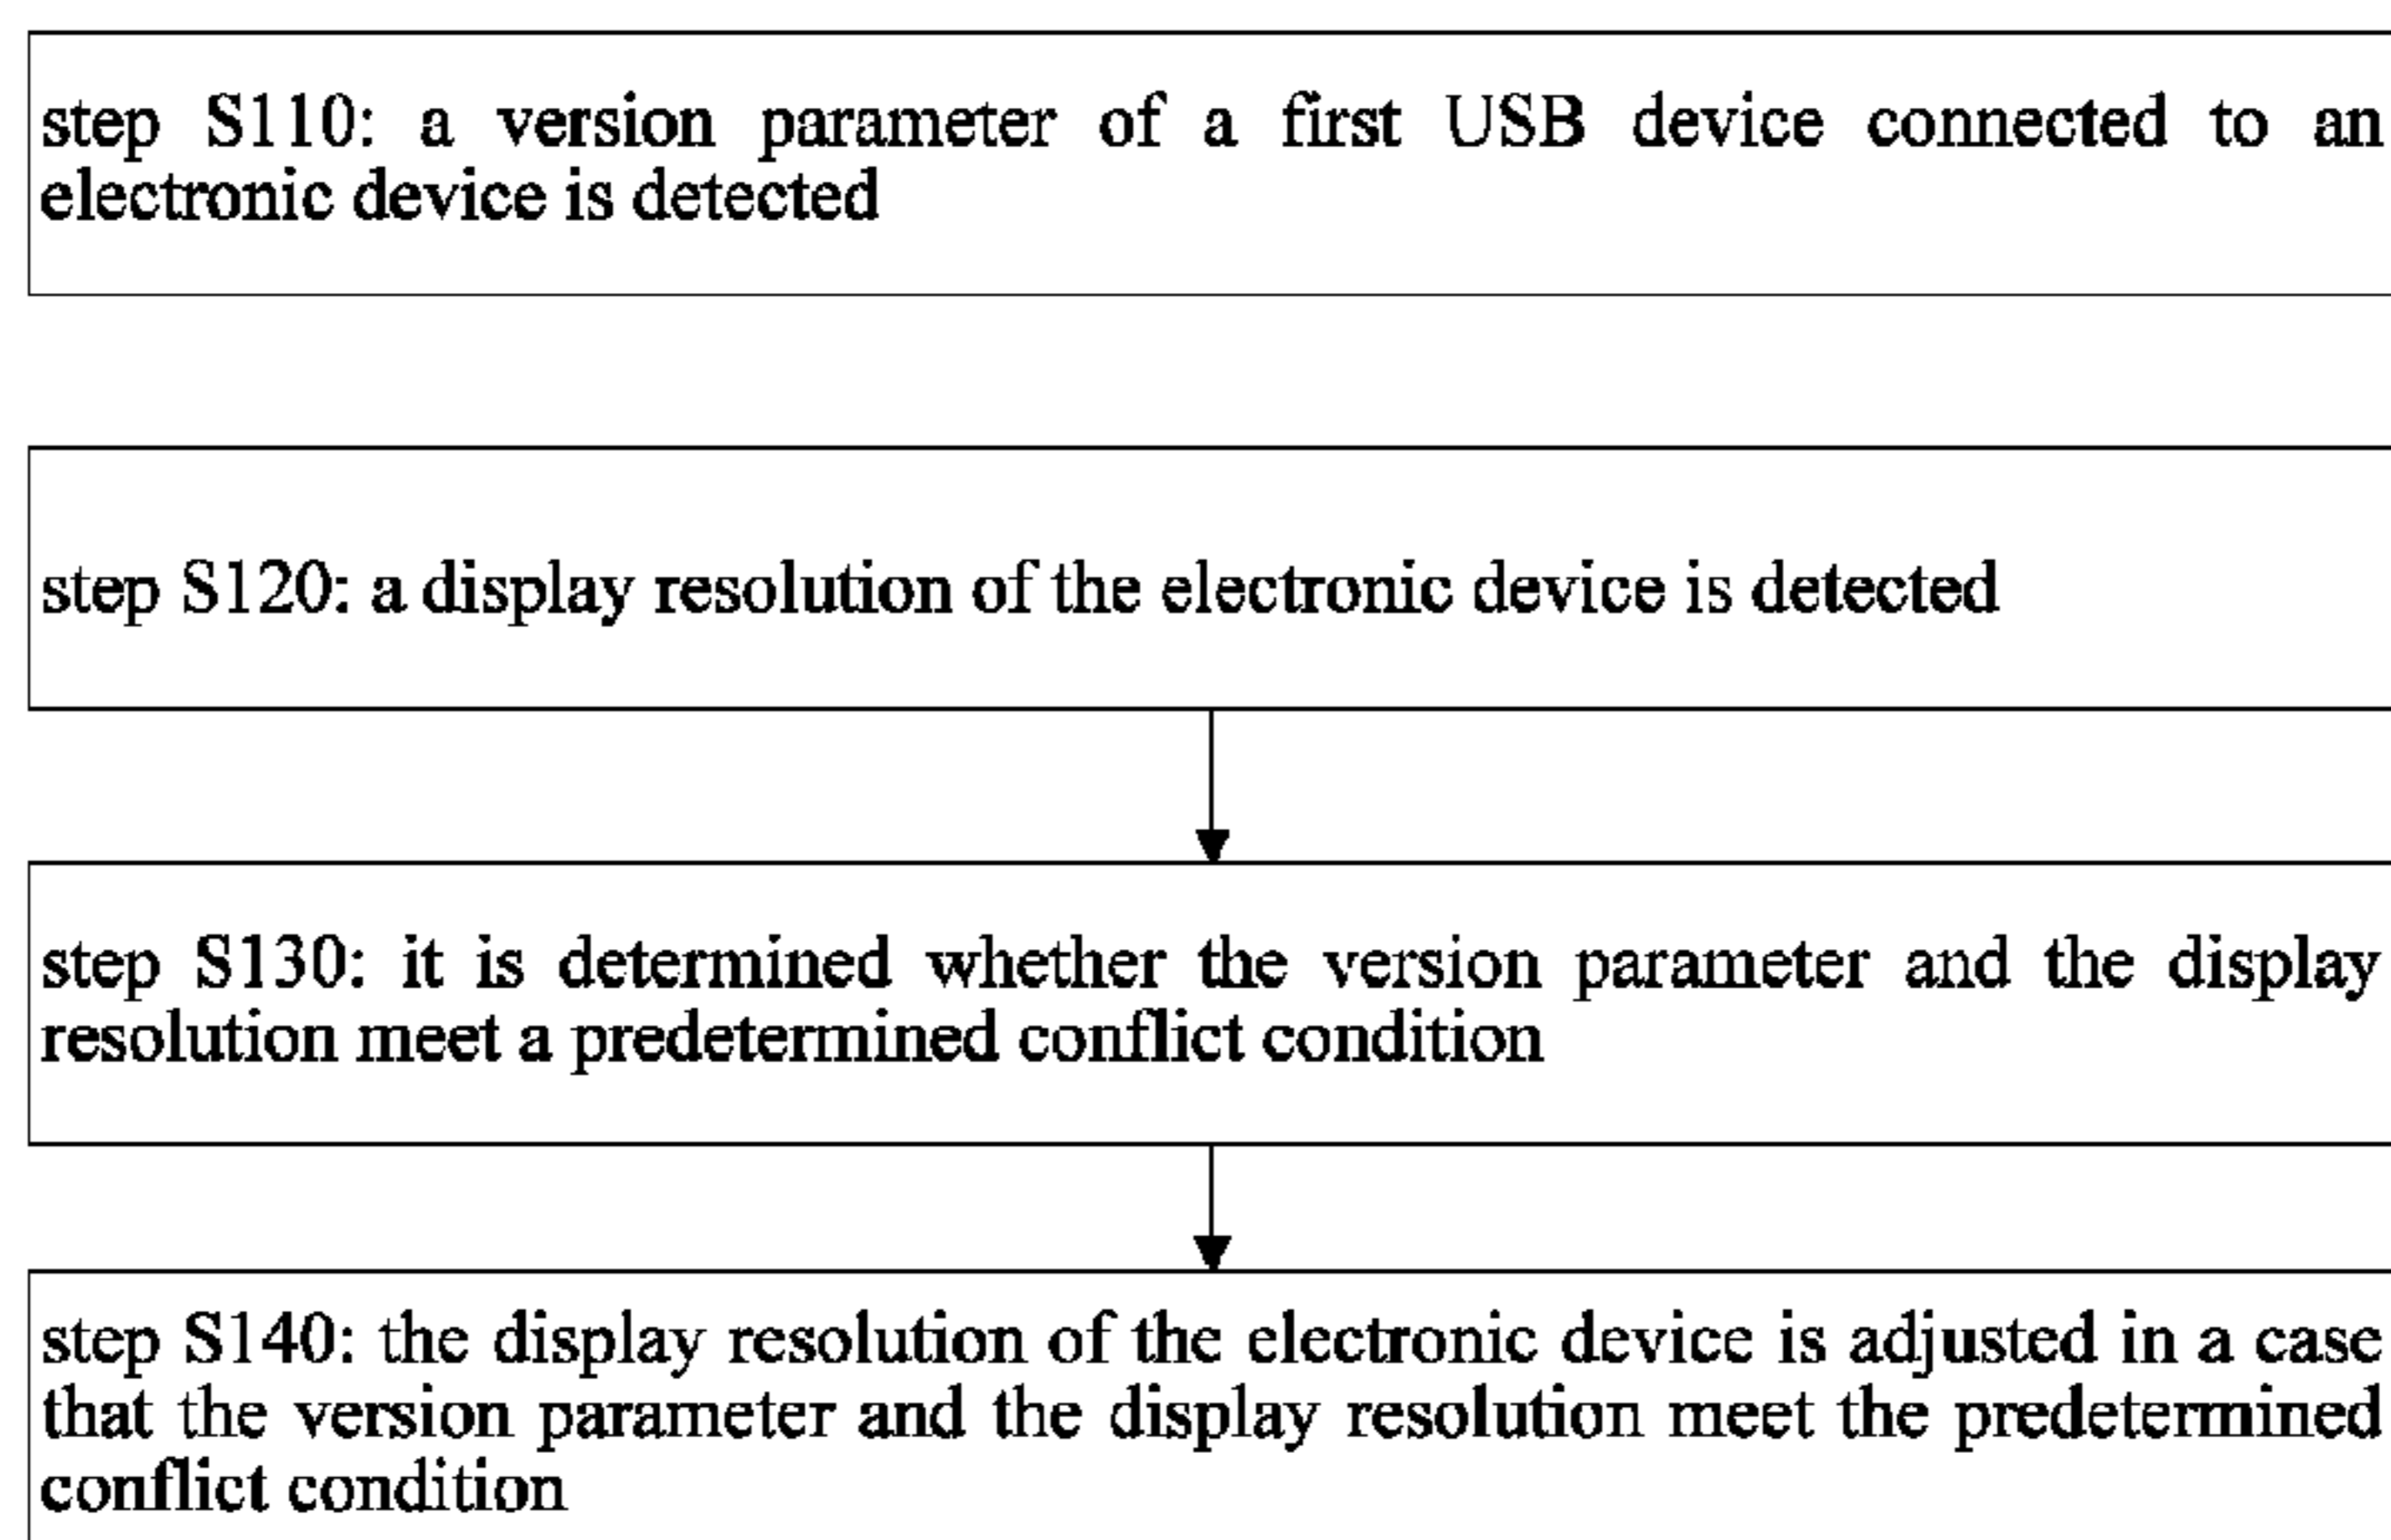 step S110: a version parameter of a first USB device connected to an
electronic device is detected
step S120: a display resolution of the electronic device is detected
step S130: it is determined whether the version parameter and the display
resolution meet a predetermined conflict condition
step S140: the display resolution of the electronic device is adjusted in a case
that the version parameter and the display resolution meet the predetermined
conflict condition